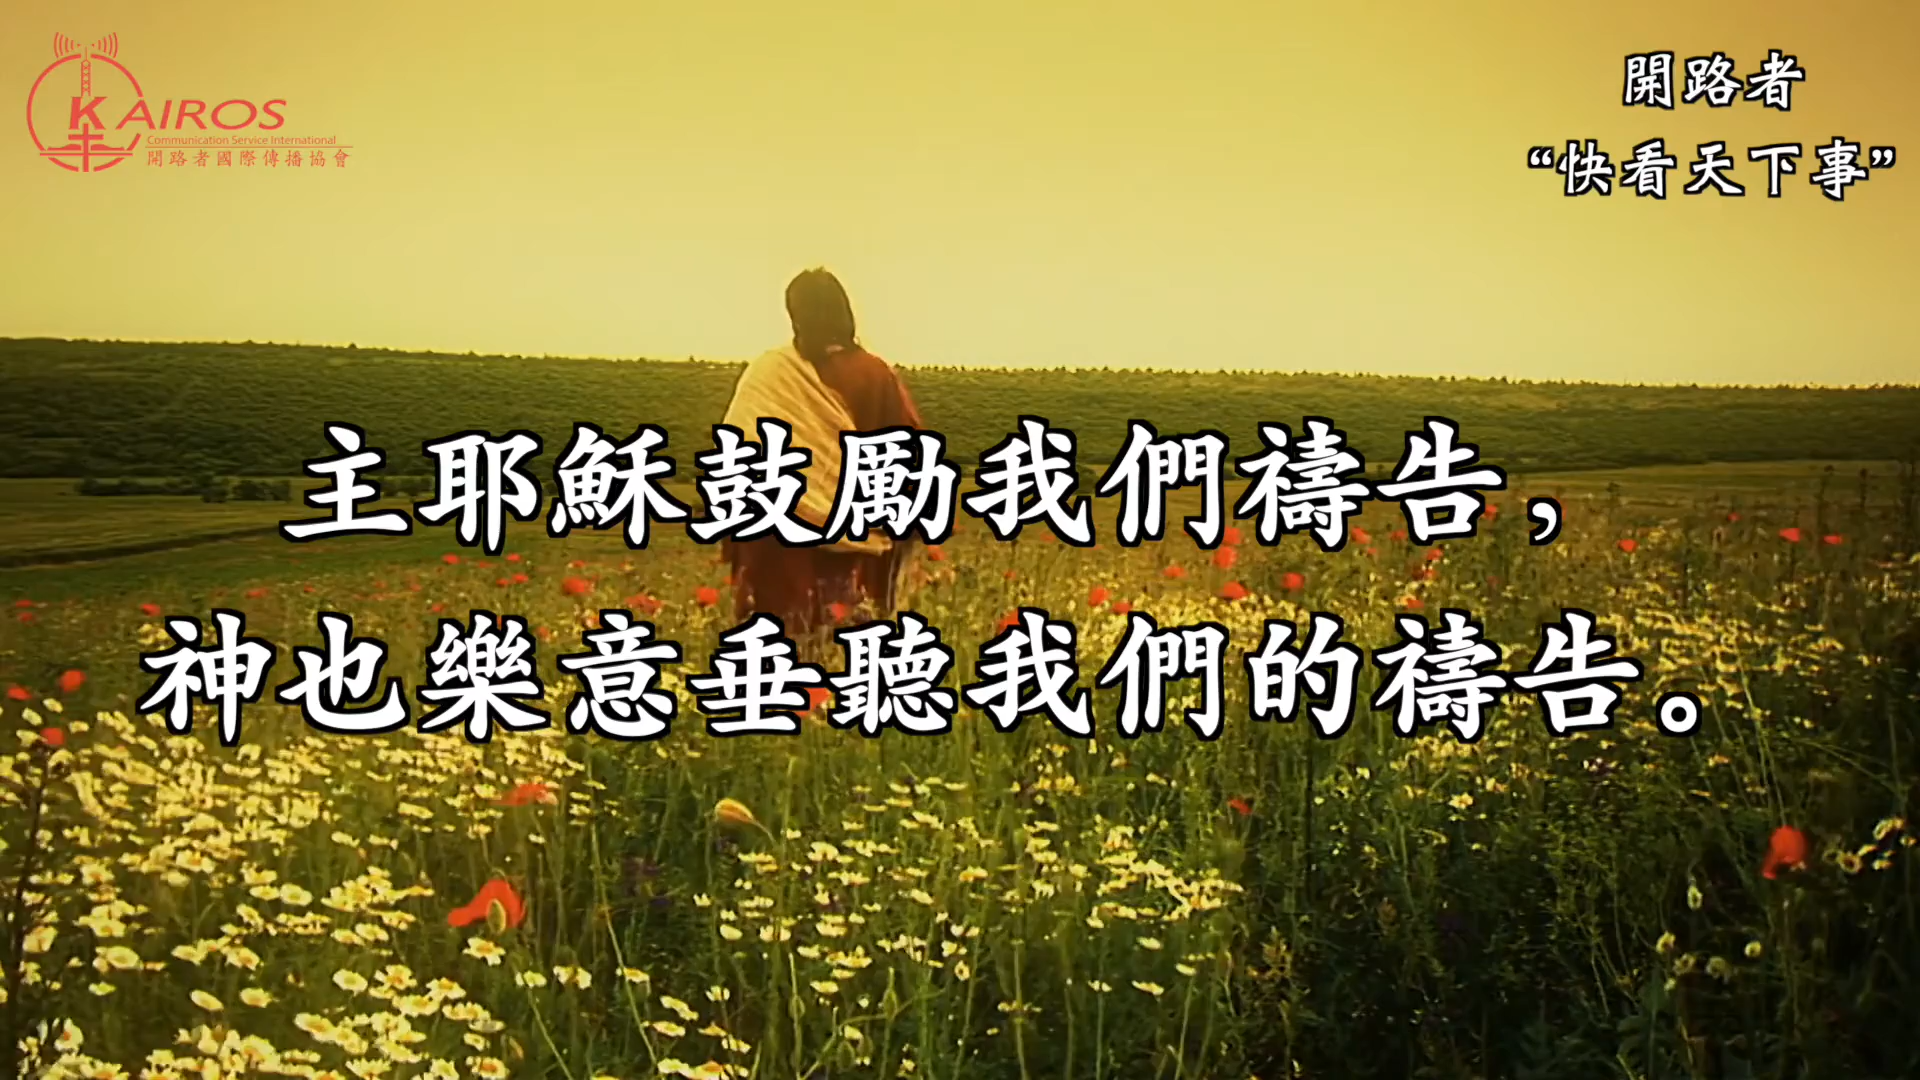 KAIROS
Communication Service International
開路者國際傳播協會
開路者
“快看天下事”
主耶穌鼓勵我們禱告，
神也樂意垂聽我們的禱告。